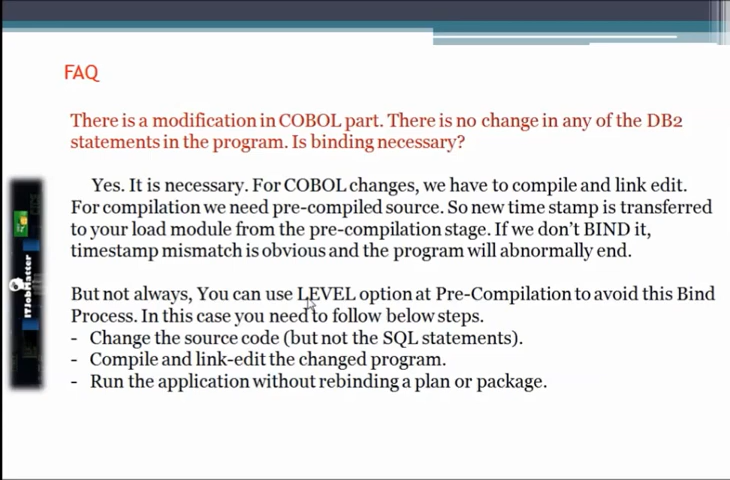 FAQ
There is a modification in COBOL part. There is no change in any of the DB2
statements in the program. Is binding necessary?
Yes. It is necessary. For COBOL changes, we have to compile and link edit.
For compilation we need pre-compiled source. So new time stamp is transferred
to your load module from the pre-compilation stage. If we don't BIND it,
timestamp mismatch is obvious and the program will abnormally end.
But not always, You can use LEVEL option at Pre-Compilation to avoid this Bind
Process. In this case you need to follow below steps.
- Change the source code (but not the SQL statements).
- Compile and link-edit the changed program.
- Run the application without rebinding a plan or package.
ITJobMatter
CICS